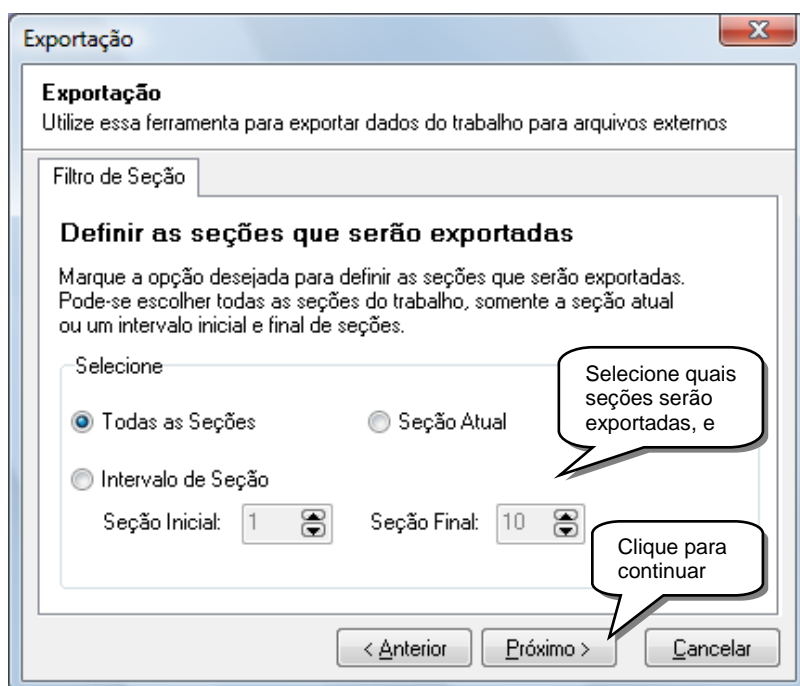 Exportação
Exportação
Utilize essa ferramenta para exportar dados do trabalho para arquivos externos
Filtro de Seção
Definir as seções que serão exportadas
Marque a opção desejada para definir as seções que serão exportadas.
Pode-se escolher todas as seções do trabalho, somente a seção atual
ou um intervalo inicial e final de seções.
Selecione
Selecione quais
seções serão
exportadas, e
Todas as Seções
Seção Atual
Intervalo de Seção
Seção Inicial: 1
Seção Final: 10
Clique para
continuar
< Anterior
Próximo >
Cancelar